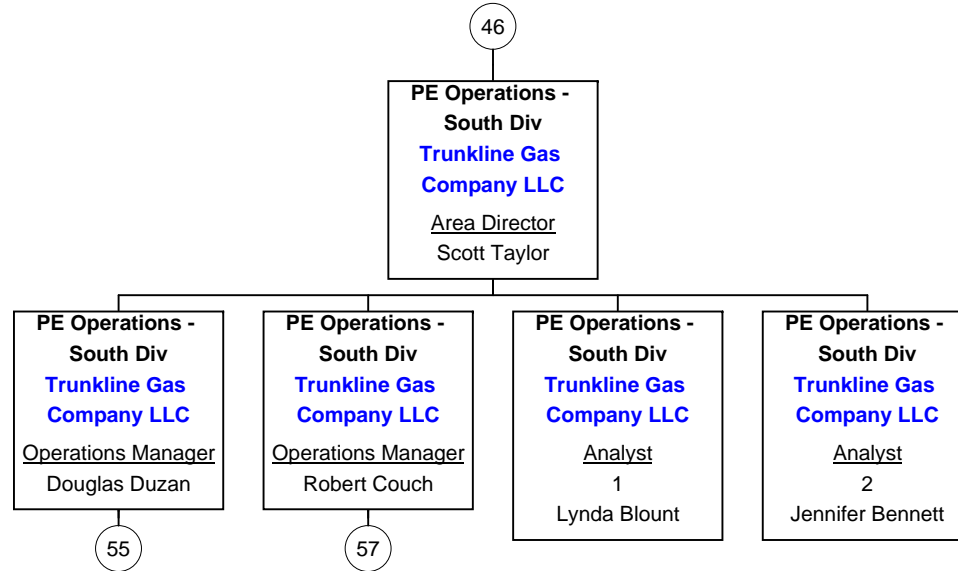 46
PE Operations -
South Div
Trunkline Gas
Company LLC
Area Director
Scott Taylor
PE Operations -
South Div
Trunkline Gas
Company LLC
Operations Manager
Douglas Duzan
55
PE Operations -
South Div
Trunkline Gas
Company LLC
Operations Manager
Robert Couch
57
PE Operations -
South Div
Trunkline Gas
Company LLC
Analyst
1
Lynda Blount
PE Operations -
South Div
Trunkline Gas
Company LLC
Analyst
2
Jennifer Bennett